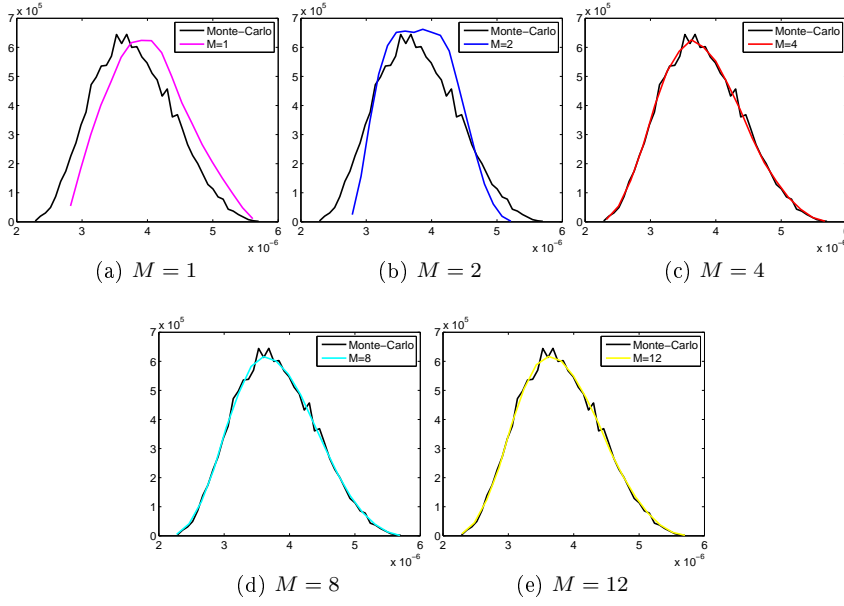 x 10^5
7
6
5
4
3
2
1
0
2
3
4
5
6
x 10^-6
Monte-Carlo
M=1
(a) M = 1
x 10^5
7
6
5
4
3
2
1
0
2
3
4
5
6
x 10^-6
Monte-Carlo
M=2
(b) M = 2
x 10^5
7
6
5
4
3
2
1
0
2
3
4
5
6
x 10^-6
Monte-Carlo
M=4
(c) M = 4
x 10^5
7
6
5
4
3
2
1
0
2
3
4
5
6
x 10^-6
Monte-Carlo
M=8
(d) M = 8
x 10^5
7
6
5
4
3
2
1
0
2
3
4
5
6
x 10^-6
Monte-Carlo
M=12
(e) M = 12